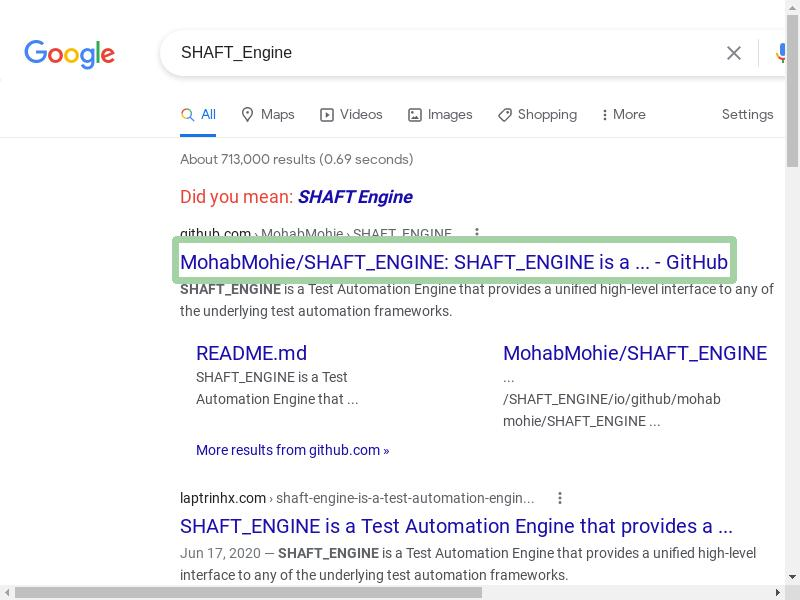 Google
SHAFT_Engine
All Maps Videos Images Shopping More Settings
About 713,000 results (0.69 seconds)
Did you mean: SHAFT Engine
github.com › MohabMohie › SHAFT_ENGINE
MohabMohie/SHAFT_ENGINE: SHAFT_ENGINE is a ... - GitHub
SHAFT_ENGINE is a Test Automation Engine that provides a unified high-level interface to any of
the underlying test automation frameworks.
README.md
SHAFT_ENGINE is a Test
Automation Engine that ...
MohabMohie/SHAFT_ENGINE
...
/SHAFT_ENGINE/io/github/mohab
mohie/SHAFT_ENGINE ...
More results from github.com »
laptrinhx.com › shaft-engine-is-a-test-automation-engin...
SHAFT_ENGINE is a Test Automation Engine that provides a ...
Jun 17, 2020 — SHAFT_ENGINE is a Test Automation Engine that provides a unified high-level
interface to any of the underlying test automation frameworks.